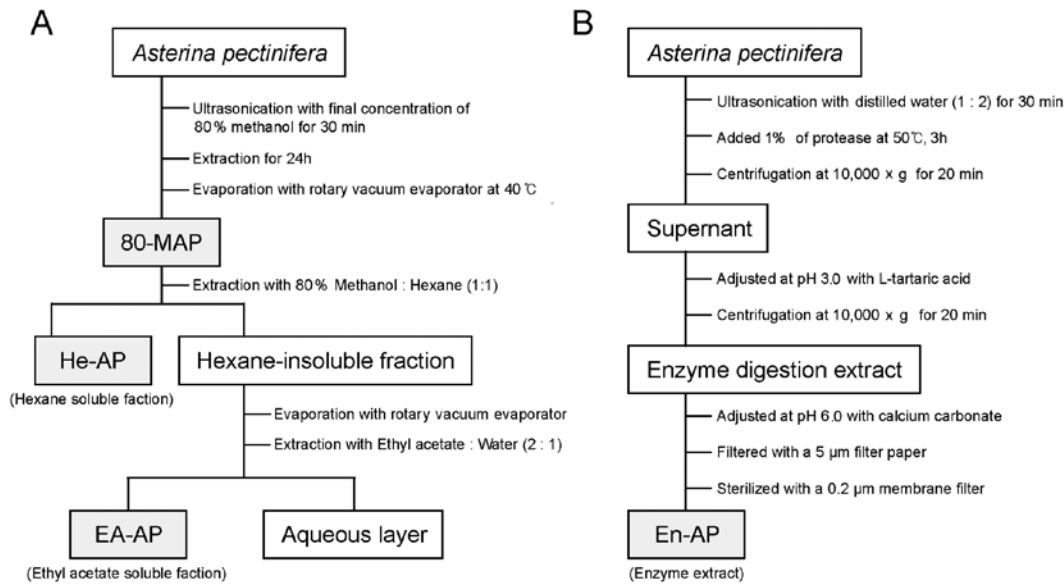 A
Asterina pectinifera
Ultrasonication with final concentration of
80% methanol for 30 min
Extraction for 24h
Evaporation with rotary vacuum evaporator at 40℃
80-MAP
Extraction with 80% Methanol : Hexane (1:1)
He-AP
(Hexane soluble faction)
Hexane-insoluble fraction
Evaporation with rotary vacuum evaporator
Extraction with Ethyl acetate : Water (2 : 1)
EA-AP
(Ethyl acetate soluble faction)
Aqueous layer
B
Asterina pectinifera
Ultrasonication with distilled water (1 : 2) for 30 min
Added 1% of protease at 50℃, 3h
Centrifugation at 10,000 x g for 20 min
Supernant
Adjusted at pH 3.0 with L-tartaric acid
Centrifugation at 10,000 x g for 20 min
Enzyme digestion extract
Adjusted at pH 6.0 with calcium carbonate
Filtered with a 5 μm filter paper
Sterilized with a 0.2 μm membrane filter
En-AP
(Enzyme extract)